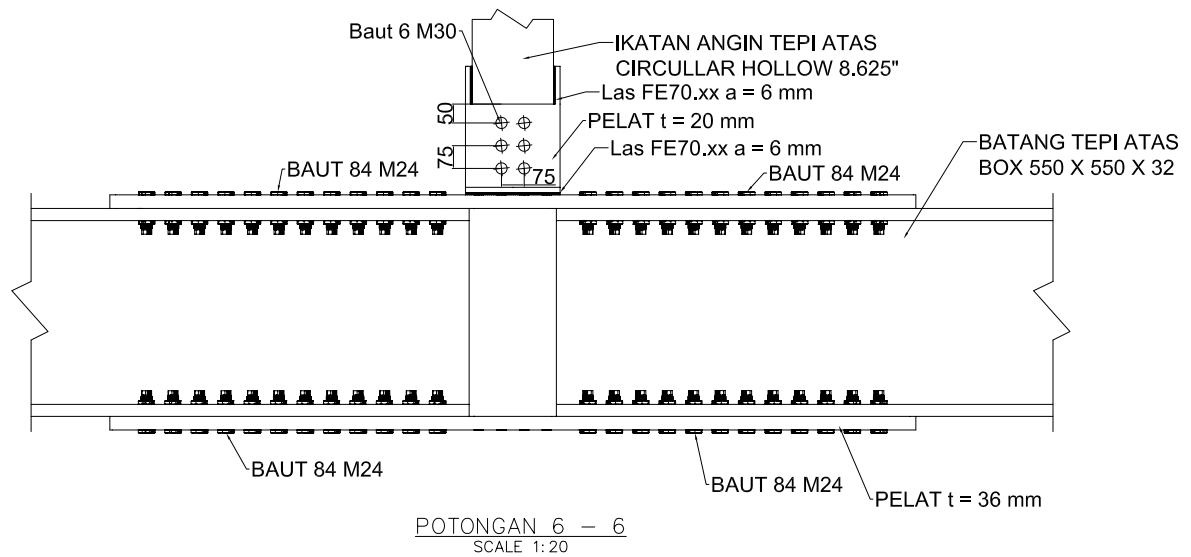 Baut 6 M30
IKATAN ANGIN TEPI ATAS
CIRCULLAR HOLLOW 8.625"
Las FE70.xx a = 6 mm
50
PELAT t = 20 mm
75
Las FE70.xx a = 6 mm
75
BATANG TEPI ATAS
BOX 550 X 550 X 32
BAUT 84 M24
BAUT 84 M24
BAUT 84 M24
BAUT 84 M24
PELAT t = 36 mm
POTONGAN 6 - 6
SCALE 1:20